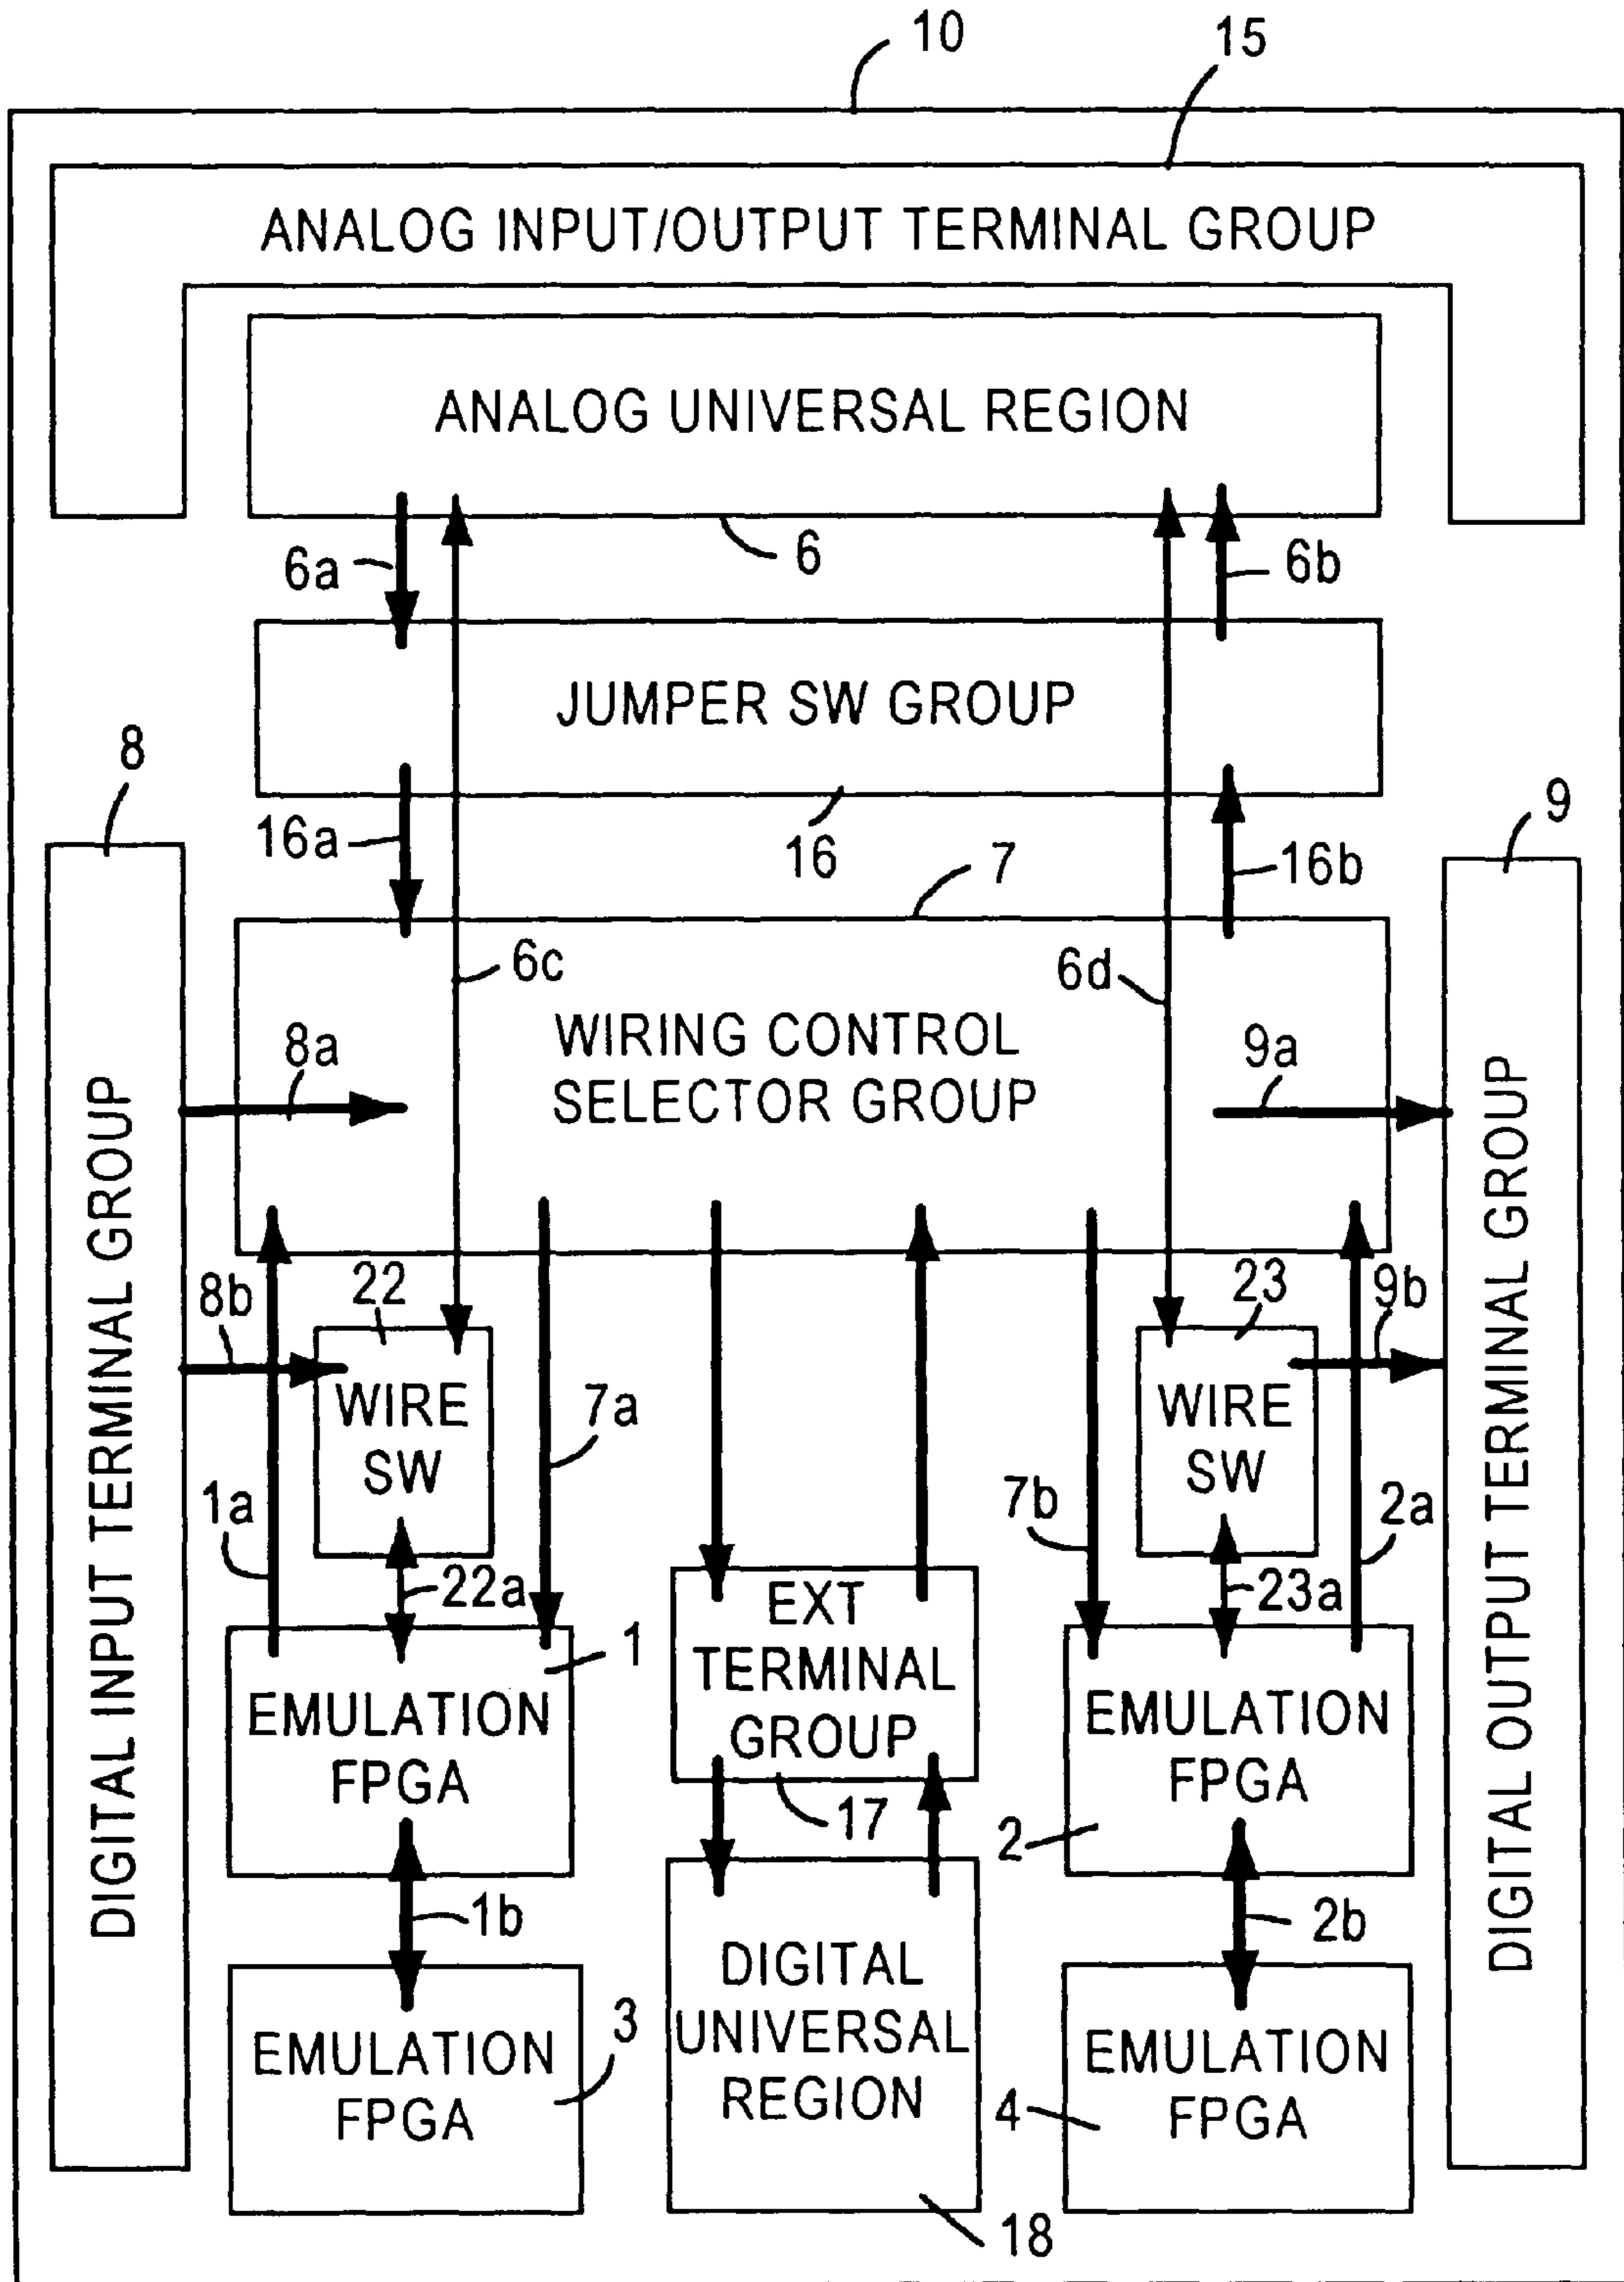 10
15
ANALOG INPUT/OUTPUT TERMINAL GROUP
ANALOG UNIVERSAL REGION
6a
6
6b
JUMPER SW GROUP
8
16a
16
7
16b
9
6c
6d
WIRING CONTROL
SELECTOR GROUP
8a
9a
DIGITAL INPUT TERMINAL GROUP
DIGITAL OUTPUT TERMINAL GROUP
8b
22
23
9b
WIRE
SW
7a
WIRE
SW
1a
7b
2a
22a
23a
EXT
TERMINAL
GROUP
1
EMULATION
FPGA
EMULATION
FPGA
17
2
1b
2b
DIGITAL
UNIVERSAL
REGION
EMULATION
FPGA
3
4
EMULATION
FPGA
18